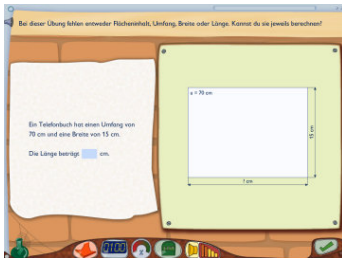 Bei dieser Übung fehlen entweder Flächeninhalt, Umfang, Breite oder Länge. Kannst du sie jeweils berechnen?
Ein Telefonbuch hat einen Umfang von
70 cm und eine Breite von 15 cm.
Die Länge beträgt cm.
u = 70 cm
15 cm
? cm